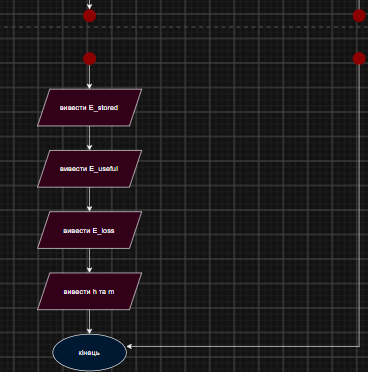 вивести E_stored
вивести E_useful
вивести E_loss
вивести h та m
кінець